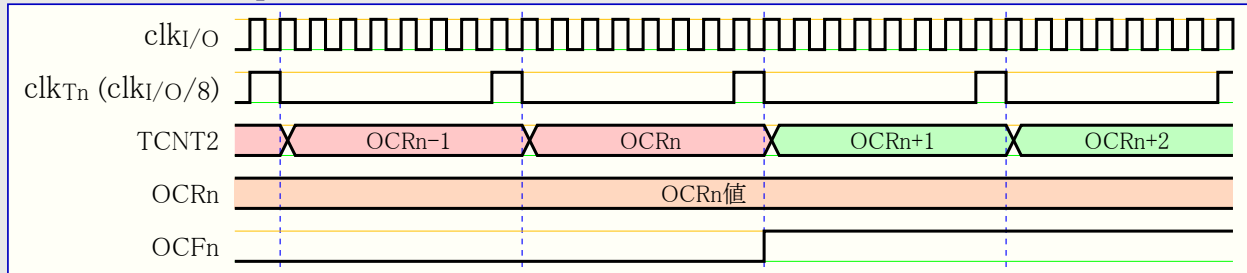 clkI/O
clkTn (clkI/O/8)
TCNT2 OCRn-1 OCRn OCRn+1 OCRn+2
OCRn OCRn値
OCFn